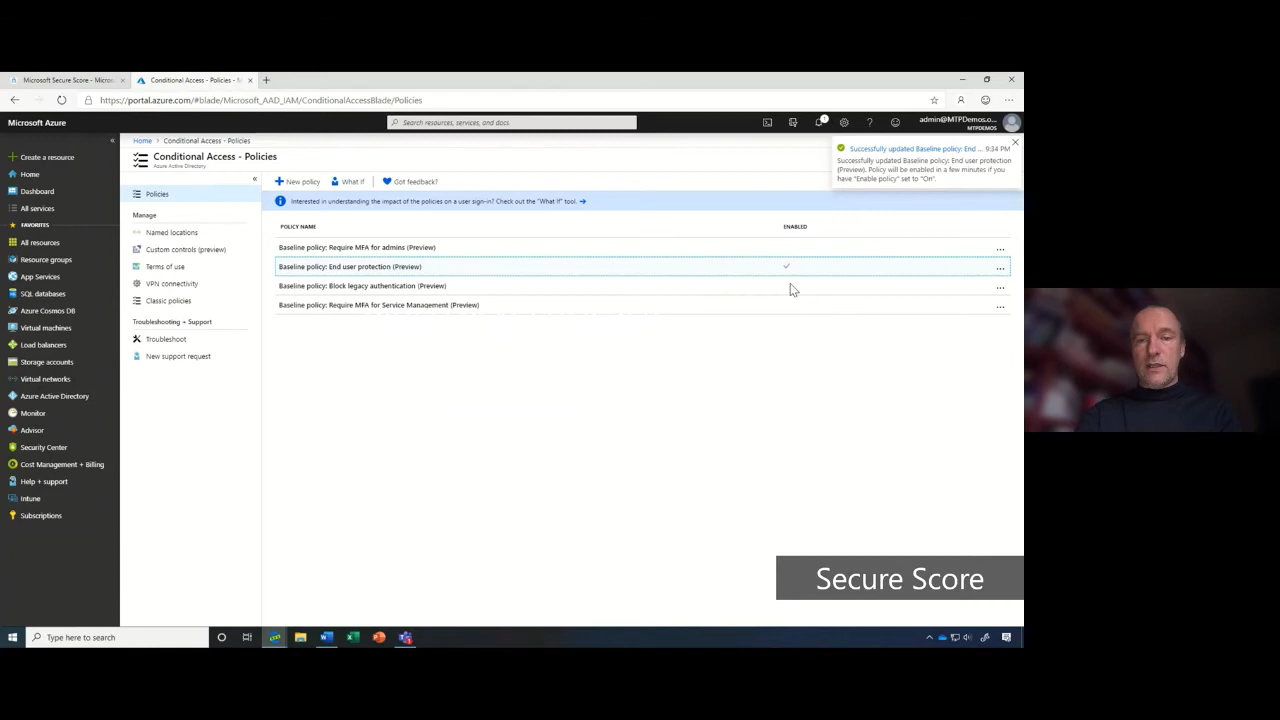 Microsoft Secure Score - Micros
Conditional Access - Policies - M
https://portal.azure.com/#blade/Microsoft_AAD_IAM/ConditionalAccessBlade/Policies
Microsoft Azure
Search resources, services, and docs
1
admin@MTPDemos.o...
MTPDEMOS
Create a resource
Home
Dashboard
All services
FAVORITES
All resources
Resource groups
App Services
SQL databases
Azure Cosmos DB
Virtual machines
Load balancers
Storage accounts
Virtual networks
Azure Active Directory
Monitor
Advisor
Security Center
Cost Management + Billing
Help + support
Intune
Subscriptions
Home > Conditional Access - Policies
Conditional Access - Policies
Azure Active Directory
Policies
Manage
Named locations
Custom controls (preview)
Terms of use
VPN connectivity
Classic policies
Troubleshooting + Support
Troubleshoot
New support request
New policy What If Got feedback?
Interested in understanding the impact of the policies on a user sign-in? Check out the "What If" tool.
POLICY NAME ENABLED
Baseline policy: Require MFA for admins (Preview)
Baseline policy: End user protection (Preview)
Baseline policy: Block legacy authentication (Preview)
Baseline policy: Require MFA for Service Management (Preview)
Successfully updated Baseline policy: End ... 9:34 PM
Successfully updated Baseline policy: End user protection
(Preview). Policy will be enabled in a few minutes if you
have "Enable policy" set to "On".
Secure Score
Type here to search